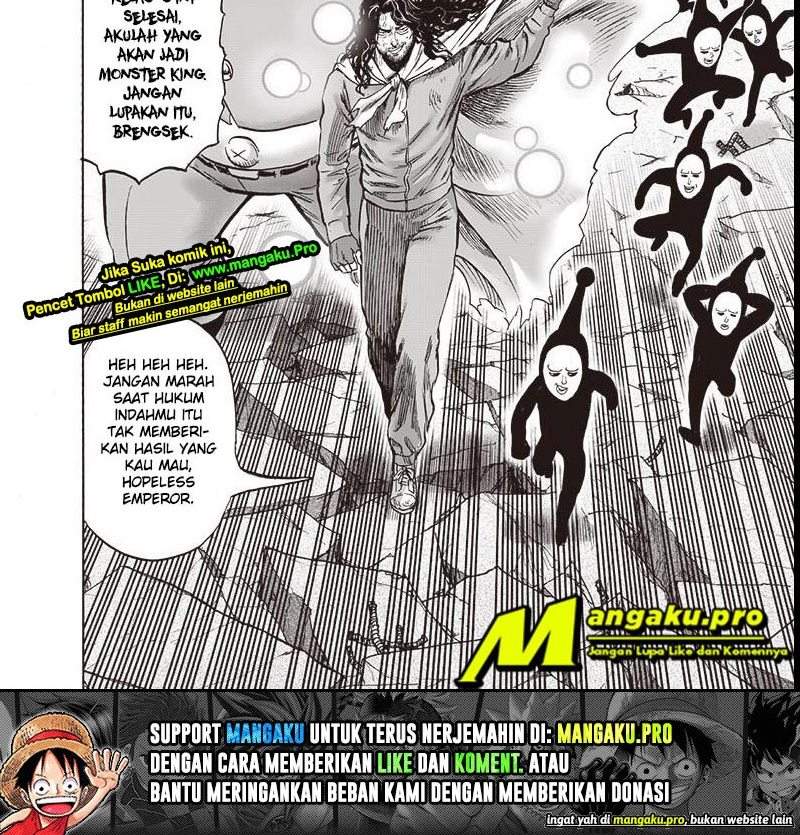 SELESAI,
AKULAH YANG
AKAN JADI
MONSTER KING.
JANGAN
LUPAKAN ITU,
BRENGSEK.
Jika Suka komik ini,
Pencet Tombol LIKE, Di: www.mangaku.Pro
Bukan di website lain
Biar staff makin semangat nerjemahin
HEH HEH HEH.
JANGAN MARAH
SAAT HUKUM
INDAHMU ITU
TAK MEMBERI-
KAN HASIL YANG
KAU MAU,
HOPELESS
EMPEROR.
Mangaku.pro
Jangan Lupa Like dan Komennya
SUPPORT MANGAKU UNTUK TERUS NERJEMAHIN DI: MANGAKU.PRO
DENGAN CARA MEMBERIKAN LIKE DAN KOMENT. ATAU
BANTU MERINGANKAN BEBAN KAMI DENGAN MEMBERIKAN DONASI
ingat yah di mangaku.pro, bukan website lain